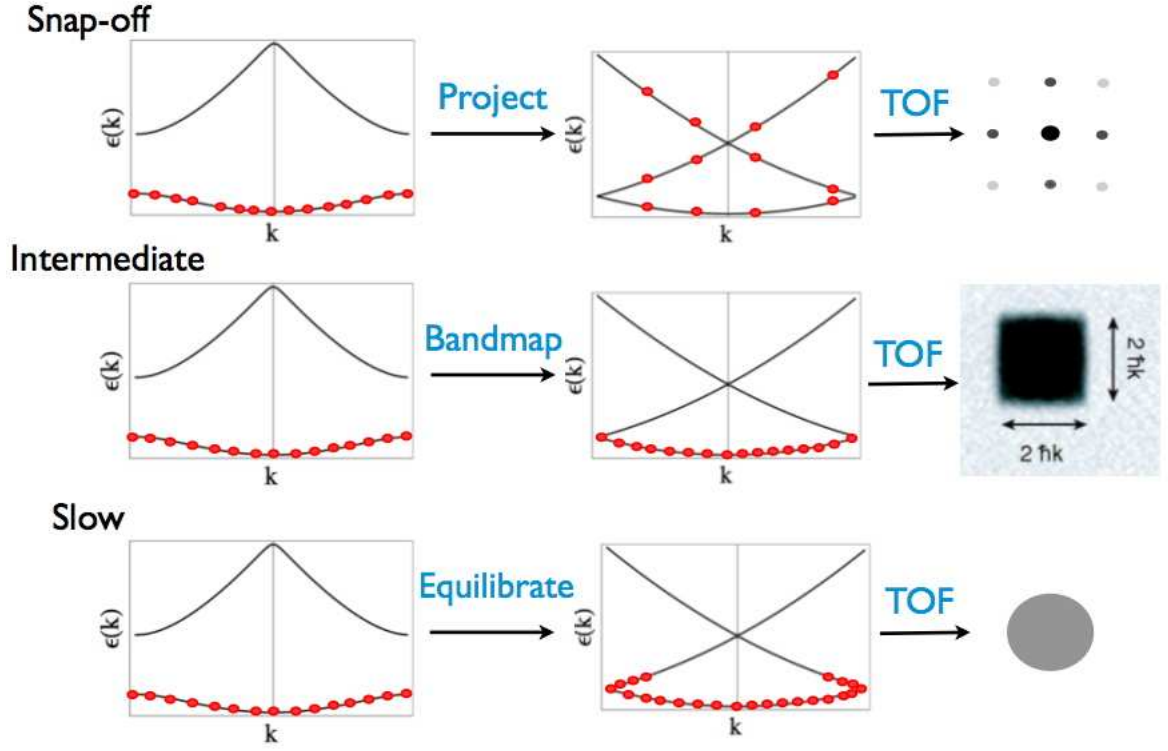 Snap-off
Project
TOF
ϵ(k)
ϵ(k)
k
k
Intermediate
Bandmap
TOF
ϵ(k)
ϵ(k)
k
k
2 ħk
2 ħk
Slow
Equilibrate
TOF
ϵ(k)
ϵ(k)
k
k